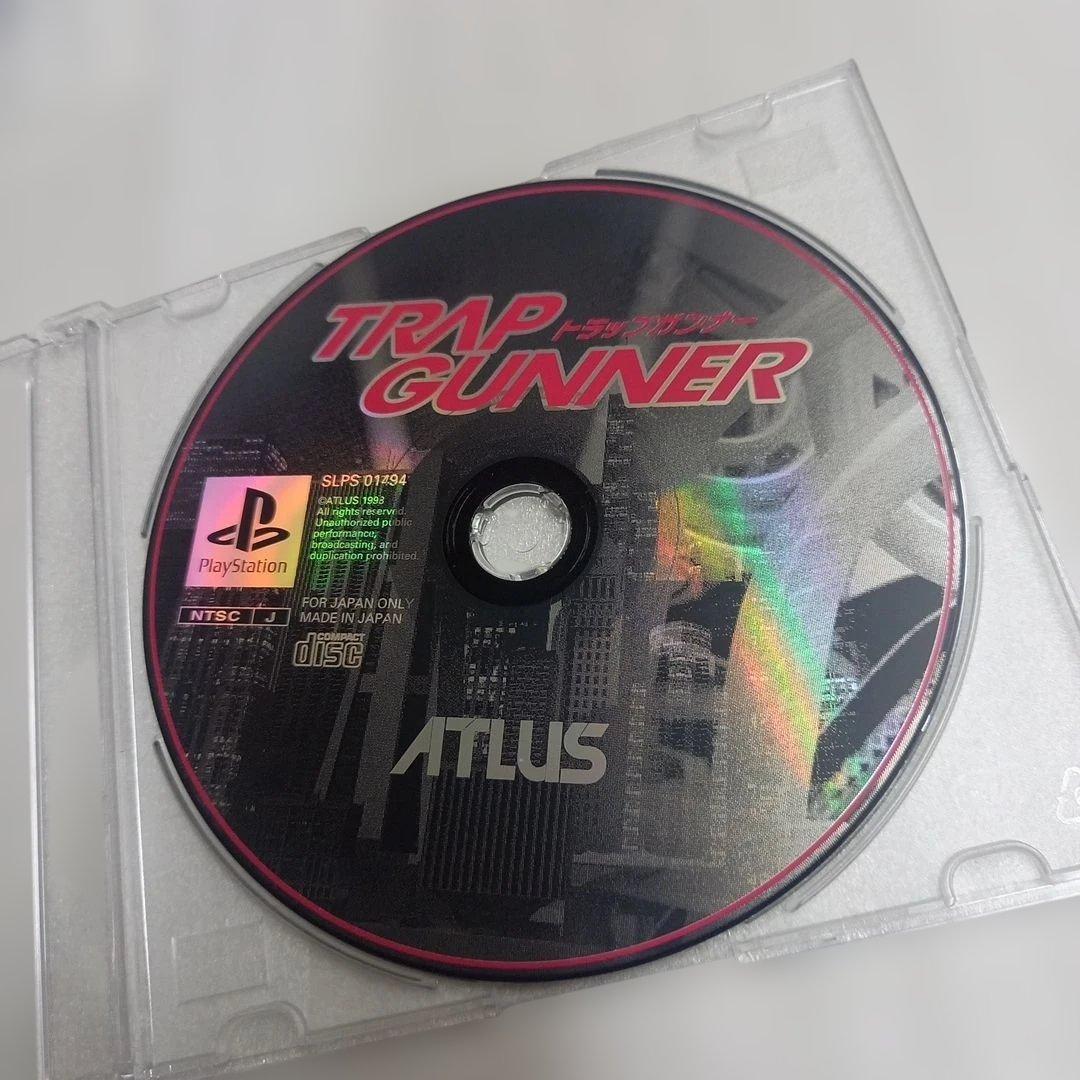 TRAP
トラップガンナー
GUNNER
SLPS 01494
©ATLUS 1998
All rights reserved.
Unauthorized public
performance,
broadcasting, and
duplication prohibited.
PlayStation
NTSC J
FOR JAPAN ONLY
MADE IN JAPAN
COMPACT
disc
ATLUS